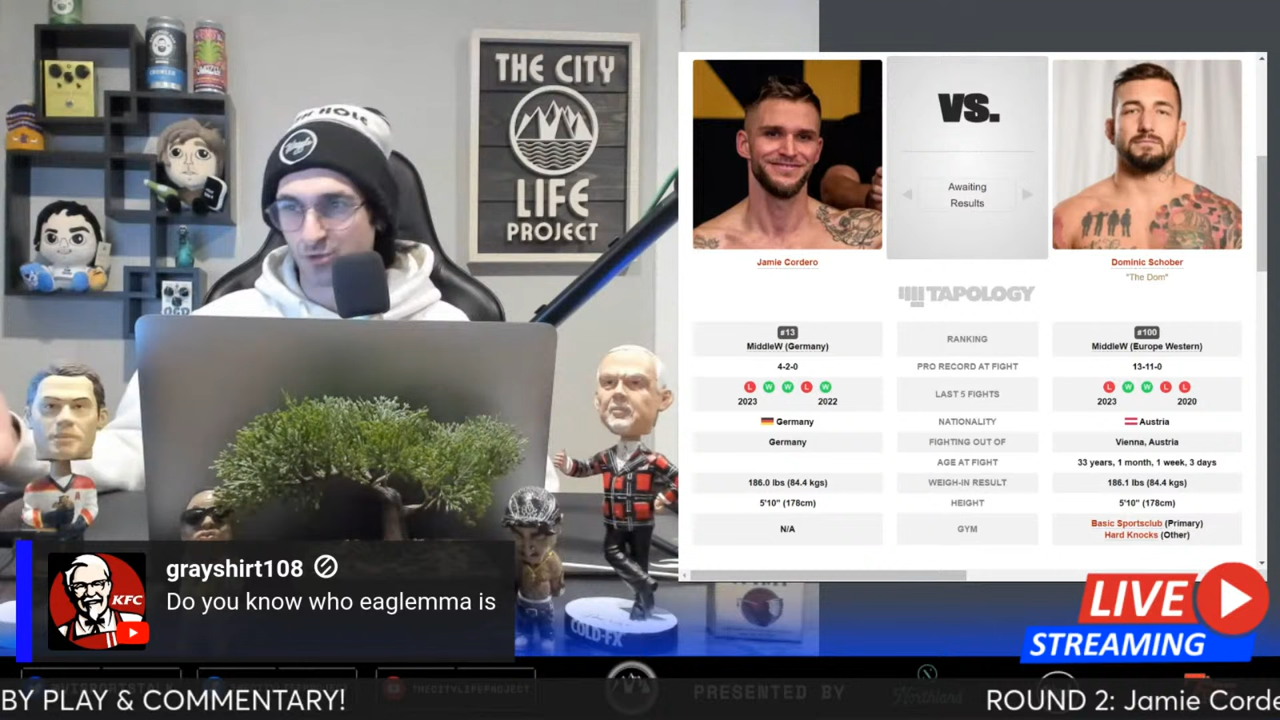 THE CITY
LIFE
PROJECT
VS.
Awaiting
Results
Jamie Cordero
Dominic Schober
"The Dom"
TAPOLOGY
#13
MiddleW (Germany)
RANKING
#100
MiddleW (Europe Western)
4-2-0
PRO RECORD AT FIGHT
13-11-0
L W W L W
2023 2022
LAST 5 FIGHTS
L W W L L
2023 2020
Germany
NATIONALITY
Austria
Germany
FIGHTING OUT OF
Vienna, Austria
AGE AT FIGHT
33 years, 1 month, 1 week, 3 days
186.0 lbs (84.4 kgs)
WEIGH-IN RESULT
186.1 lbs (84.4 kgs)
5'10" (178cm)
HEIGHT
5'10" (178cm)
N/A
GYM
Basic Sportsclub (Primary)
Hard Knocks (Other)
KFC
grayshirt108
Do you know who eaglemma is
COLD-FX
LIVE
STREAMING
THECITYLIFEPROJECT
PRESENTED BY
Northland
BY PLAY & COMMENTARY!
ROUND 2: Jamie Corde